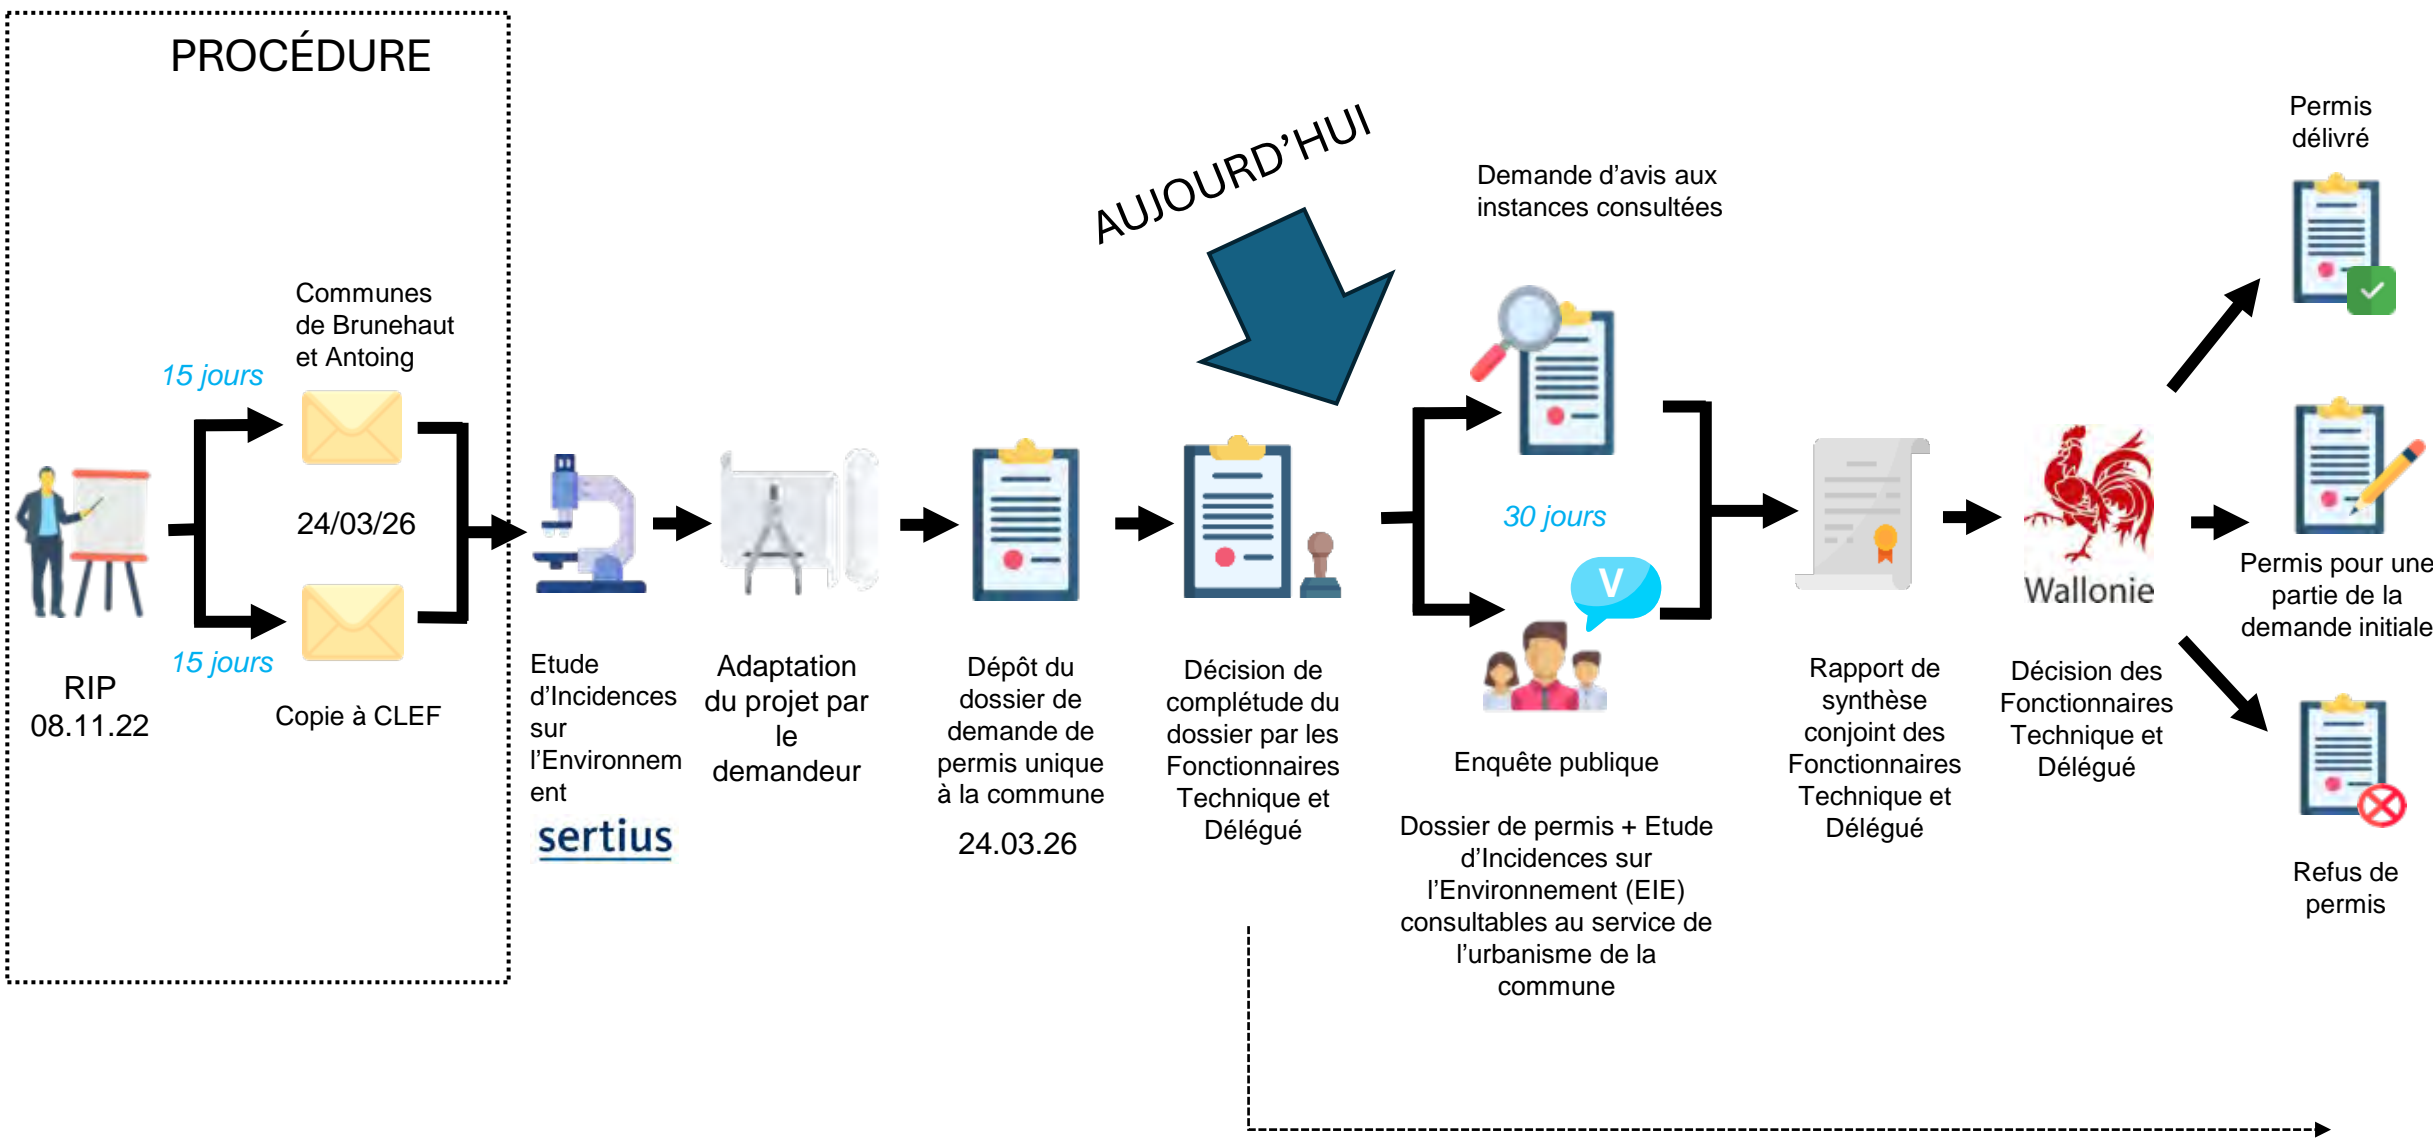 PROCÉDURE
Communes
de Brunehaut
et Antoing
15 jours
24/03/26
15 jours
RIP
08.11.22
Copie à CLEF
Etude
d'Incidences
sur
l'Environnem
ent
sertius
Adaptation
du projet par
le
demandeur
Dépôt du
dossier de
demande de
permis unique
à la commune
24.03.26
Décision de
complétude du
dossier par les
Fonctionnaires
Technique et
Délégué
AUJOURD'HUI
Demande d'avis aux
instances consultées
30 jours
V
Enquête publique
Dossier de permis + Etude
d'Incidences sur
l'Environnement (EIE)
consultables au service de
l'urbanisme de la
commune
Rapport de
synthèse
conjoint des
Fonctionnaires
Technique et
Délégué
Wallonie
Décision des
Fonctionnaires
Technique et
Délégué
Permis
délivré
Permis pour une
partie de la
demande initiale
Refus de
permis